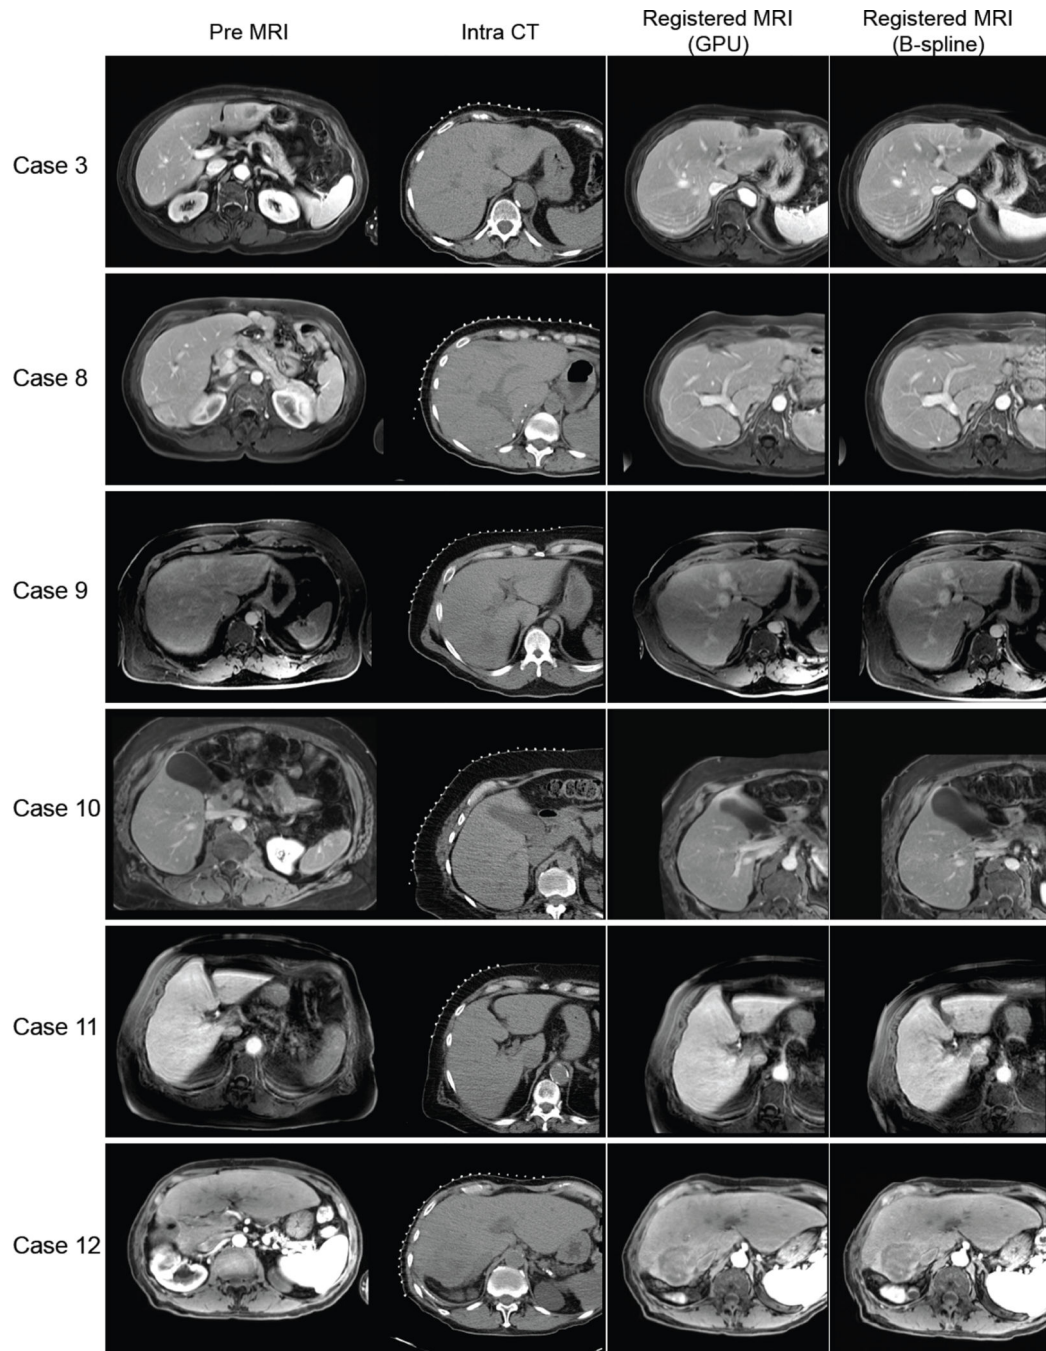 Pre MRI
Intra CT
Registered MRI
(GPU)
Registered MRI
(B-spline)
Case 3
Case 8
Case 9
Case 10
Case 11
Case 12